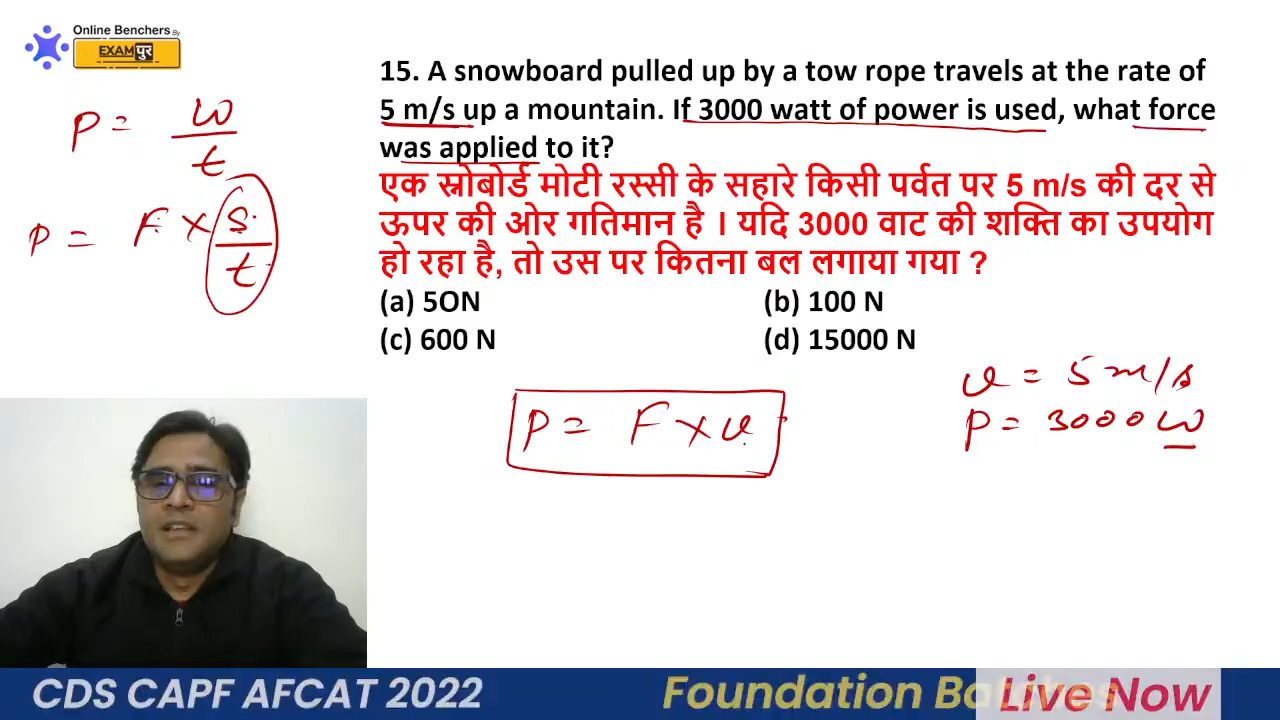 Online Benchers By
EXAMপুর
15. A snowboard pulled up by a tow rope travels at the rate of
5 m/s up a mountain. If 3000 watt of power is used, what force
was applied to it?
एक स्नोबोर्ड मोटी रस्सी के सहारे किसी पर्वत पर 5 m/s की दर से
ऊपर की ओर गतिमान है । यदि 3000 वाट की शक्ति का उपयोग
हो रहा है, तो उस पर कितना बल लगाया गया ?
(a) 5ON (b) 100 N
(c) 600 N (d) 15000 N
P = W/t
P = F × s/t
P = F × v
v = 5 m/s
P = 3000 W
CDS CAPF AFCAT 2022
Foundation Batches
Live Now